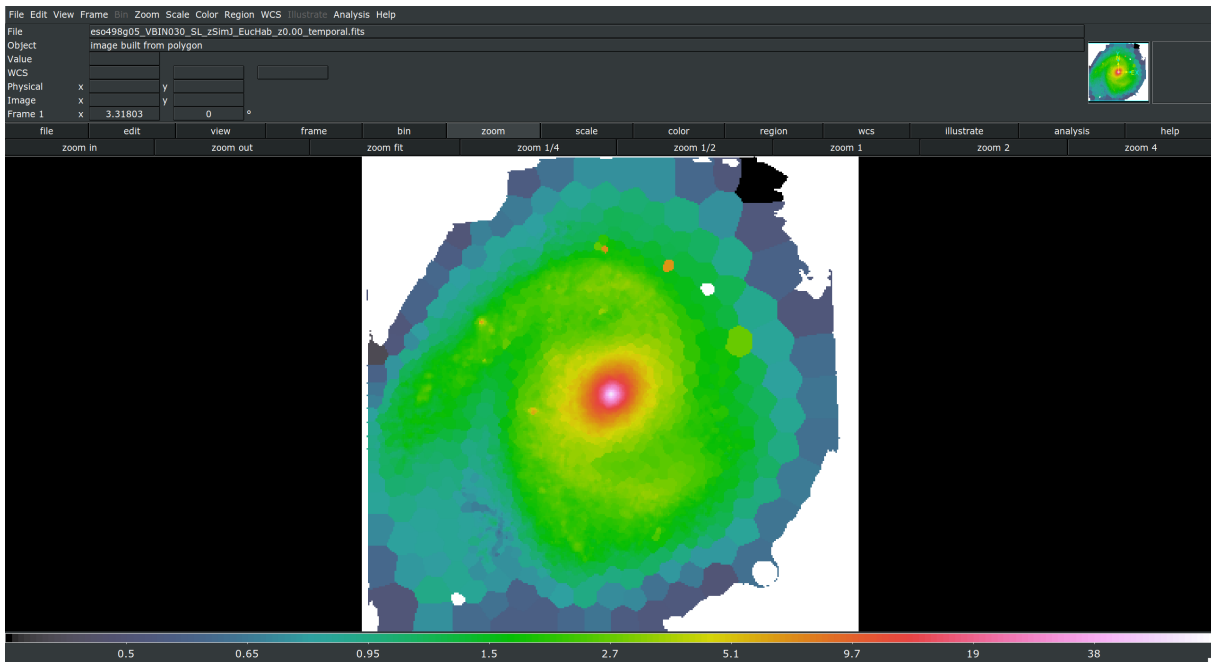 File Edit View Frame Bin Zoom Scale Color Region WCS Illustrate Analysis Help
File eso498g05_VBIN030_SL_zSimJ_EucHab_z0.00_temporal.fits
Object image built from polygon
Value
WCS
Physical x y
Image x y
Frame 1 x 3.31803 0 °
file edit view frame bin zoom scale color region wcs illustrate analysis help
zoom in zoom out zoom fit zoom 1/4 zoom 1/2 zoom 1 zoom 2 zoom 4
0.5 0.65 0.95 1.5 2.7 5.1 9.7 19 38